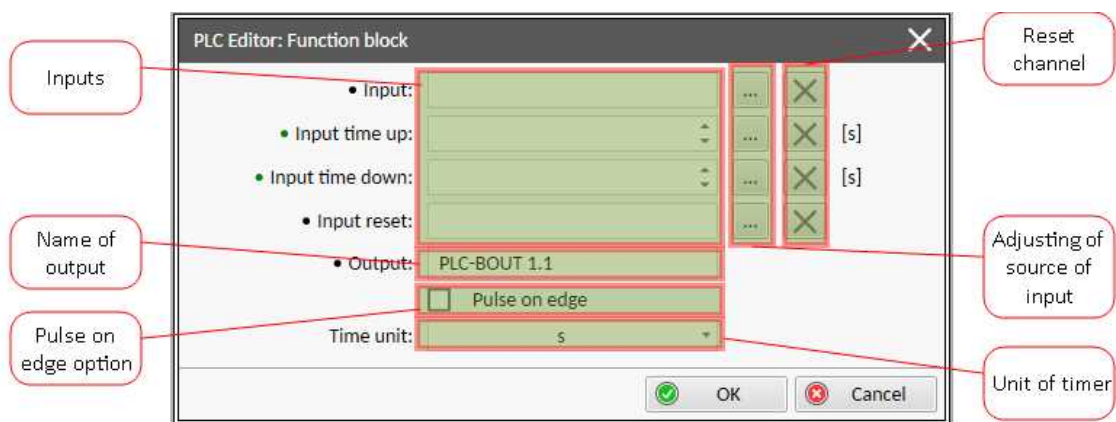 PLC Editor: Function block
Reset
channel
Inputs
• Input:
...
• Input time up:
...
[s]
• Input time down:
...
[s]
• Input reset:
...
Name of
output
Adjusting of
source of
input
• Output:
PLC-BOUT 1.1
Pulse on edge
Pulse on
edge option
Time unit:
s
Unit of timer
OK
Cancel